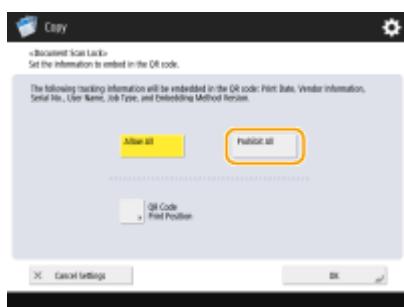 Copy
<Document Scan Lock>
Set the information to embed in the QR code.
The following tracking information will be embedded in the QR code: Print Date, Vendor Information,
Serial No., User Name, Job Type, and Embedding Method Version.
Allow All
Prohibit All
QR Code
Print Position
Cancel Settings
OK